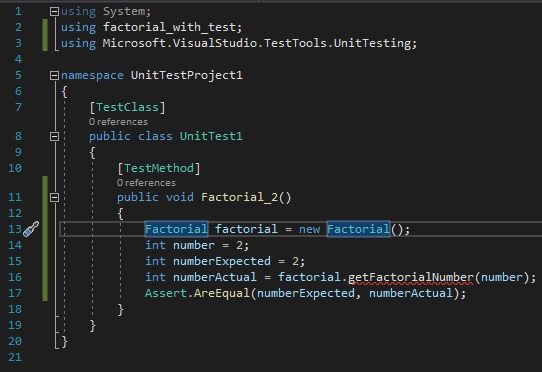 1 using System;
2 using factorial_with_test;
3 using Microsoft.VisualStudio.TestTools.UnitTesting;
4
5 namespace UnitTestProject1
6 {
7 [TestClass]
0 references
8 public class UnitTest1
9 {
10 [TestMethod]
0 references
11 public void Factorial_2()
12 {
13 Factorial factorial = new Factorial();
14 int number = 2;
15 int numberExpected = 2;
16 int numberActual = factorial.getFactorialNumber(number);
17 Assert.AreEqual(numberExpected, numberActual);
18 }
19 }
20 }
21